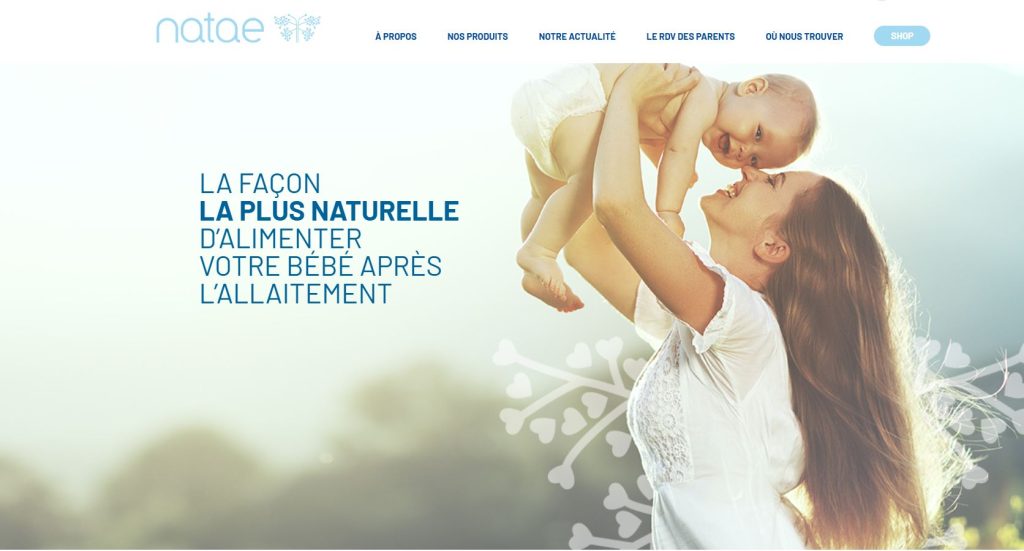 natae
À PROPOS
NOS PRODUITS
NOTRE ACTUALITÉ
LE RDV DES PARENTS
OÙ NOUS TROUVER
SHOP
LA FAÇON
LA PLUS NATURELLE
D’ALIMENTER
VOTRE BÉBÉ APRÈS
L’ALLAITEMENT